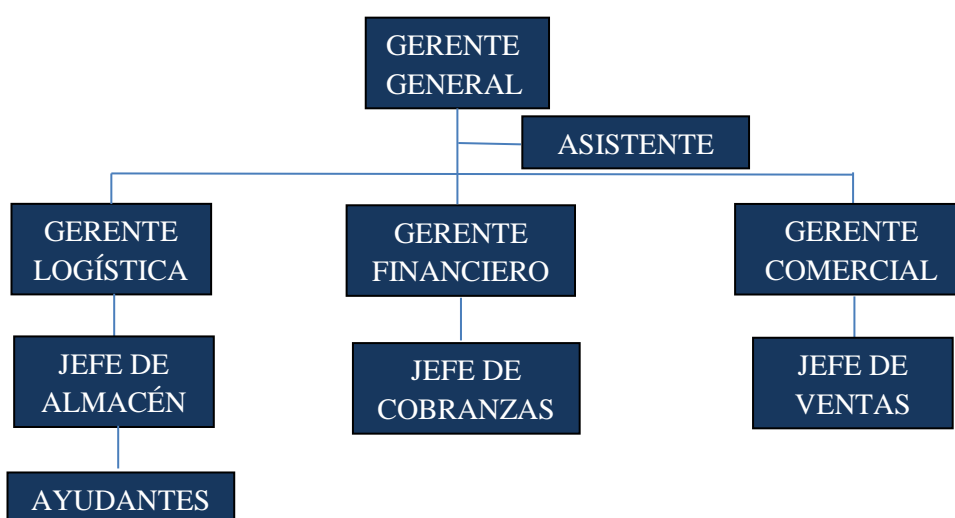 GERENTE
GENERAL
ASISTENTE
GERENTE
LOGÍSTICA
GERENTE
FINANCIERO
GERENTE
COMERCIAL
JEFE DE
ALMACÉN
JEFE DE
COBRANZAS
JEFE DE
VENTAS
AYUDANTES